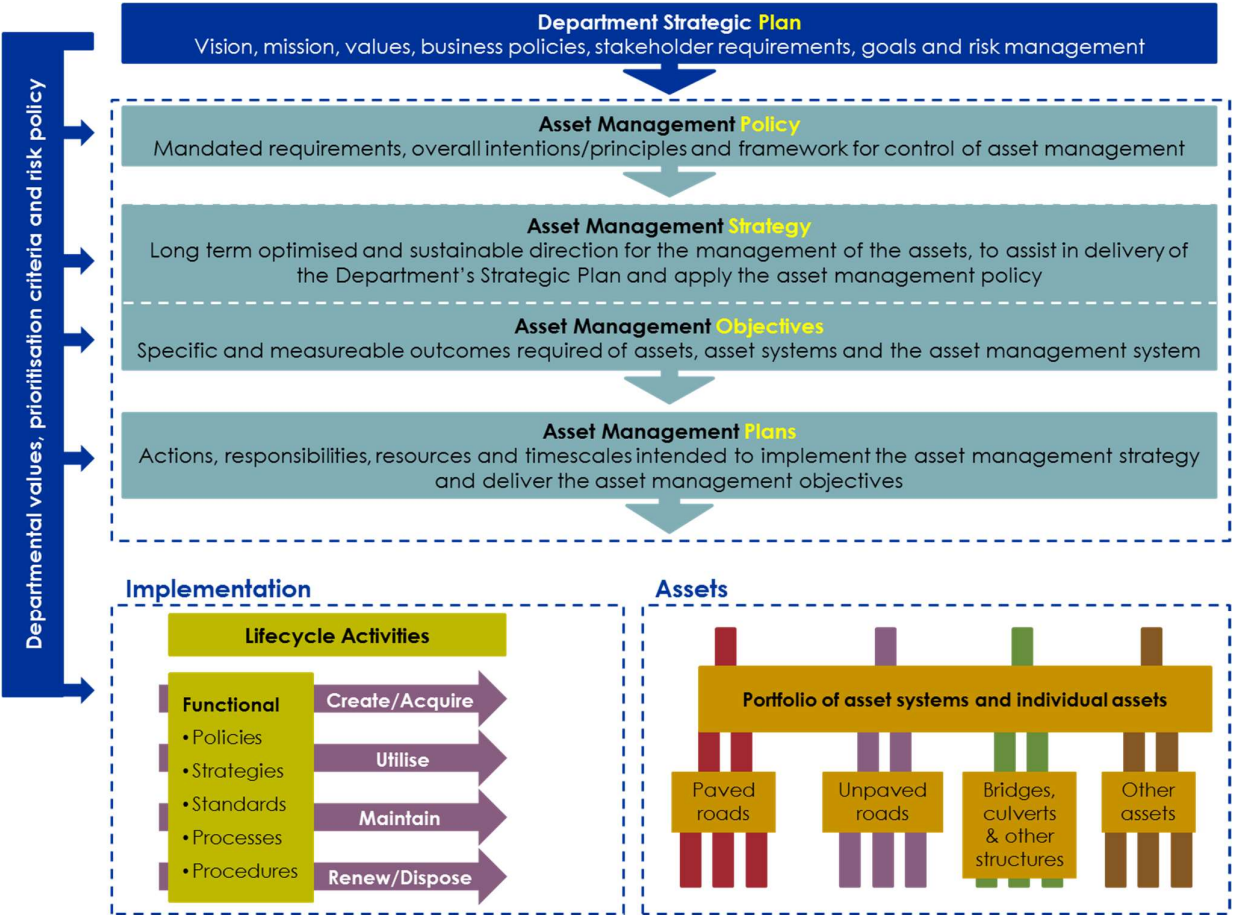 Department Strategic Plan
Vision, mission, values, business policies, stakeholder requirements, goals and risk management
Departmental values, prioritisation criteria and risk policy
Asset Management Policy
Mandated requirements, overall intentions/principles and framework for control of asset management
Asset Management Strategy
Long term optimised and sustainable direction for the management of the assets, to assist in delivery of
the Department's Strategic Plan and apply the asset management policy
Asset Management Objectives
Specific and measureable outcomes required of assets, asset systems and the asset management system
Asset Management Plans
Actions, responsibilities, resources and timescales intended to implement the asset management strategy
and deliver the asset management objectives
Implementation
Lifecycle Activities
Functional
• Policies
• Strategies
• Standards
• Processes
• Procedures
Create/Acquire
Utilise
Maintain
Renew/Dispose
Assets
Portfolio of asset systems and individual assets
Paved
roads
Unpaved
roads
Bridges,
culverts
& other
structures
Other
assets